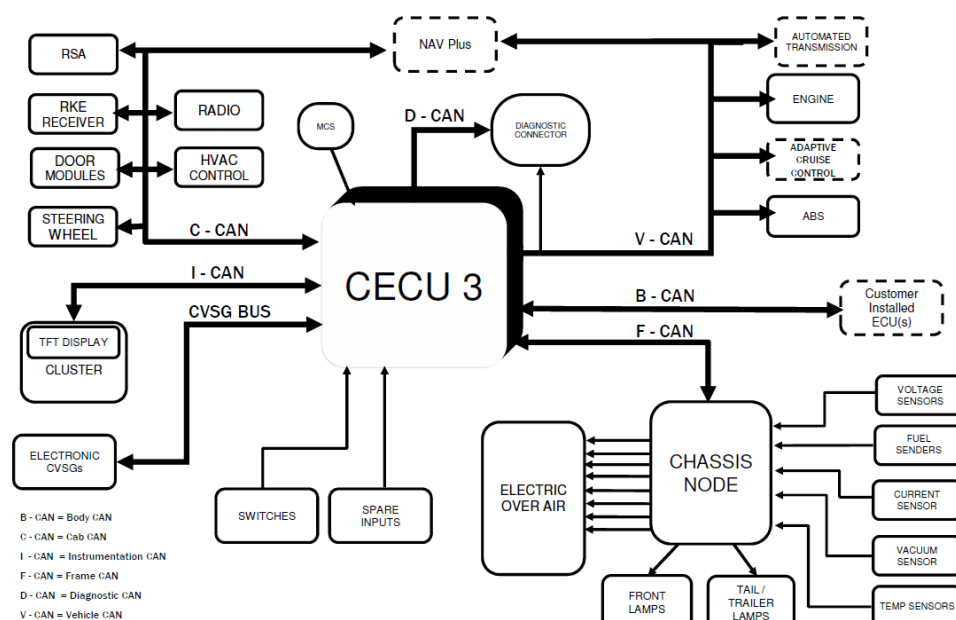 RSA
NAV Plus
AUTOMATED
TRANSMISSION
RKE
RECEIVER
RADIO
MCS
D - CAN
DIAGNOSTIC
CONNECTOR
ENGINE
DOOR
MODULES
HVAC
CONTROL
ADAPTIVE
CRUISE
CONTROL
STEERING
WHEEL
C - CAN
V - CAN
ABS
I - CAN
CECU 3
B - CAN
Customer
Installed
ECU(s)
CVSG BUS
F - CAN
TFT DISPLAY
CLUSTER
ELECTRONIC
CVSGs
SWITCHES
SPARE
INPUTS
ELECTRIC
OVER AIR
CHASSIS
NODE
VOLTAGE
SENSORS
FUEL
SENDERS
CURRENT
SENSOR
VACUUM
SENSOR
TEMP SENSORS
FRONT
LAMPS
TAIL /
TRAILER
LAMPS
B - CAN = Body CAN
C - CAN = Cab CAN
I - CAN = Instrumentation CAN
F - CAN = Frame CAN
D - CAN = Diagnostic CAN
V - CAN = Vehicle CAN